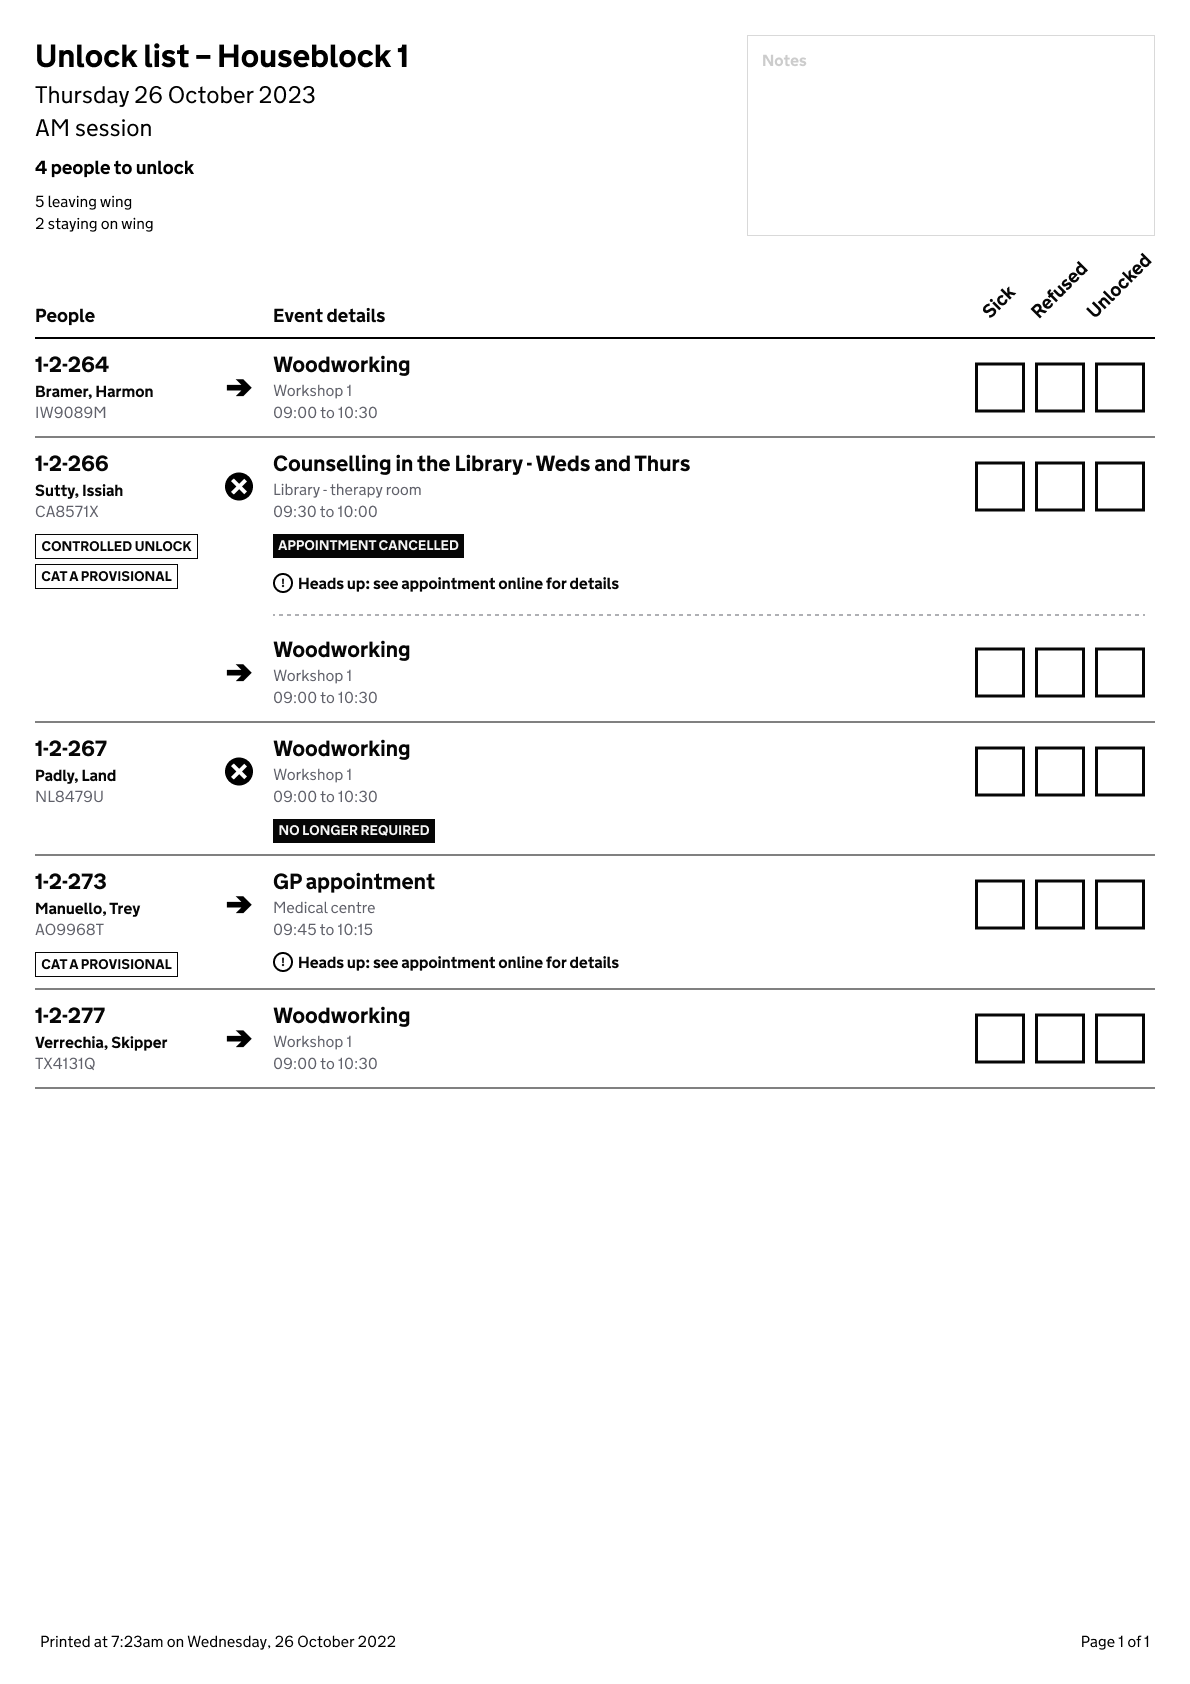 Unlock list – Houseblock 1
Thursday 26 October 2023
AM session
4 people to unlock
5 leaving wing
2 staying on wing
Notes
People
Event details
Sick
Refused
Unlocked
1-2-264
Bramer, Harmon
IW9089M
Woodworking
Workshop 1
09:00 to 10:30
1-2-266
Sutty, Issiah
CA8571X
CONTROLLED UNLOCK
CAT A PROVISIONAL
Counselling in the Library - Weds and Thurs
Library - therapy room
09:30 to 10:00
APPOINTMENT CANCELLED
! Heads up: see appointment online for details
Woodworking
Workshop 1
09:00 to 10:30
1-2-267
Padly, Land
NL8479U
Woodworking
Workshop 1
09:00 to 10:30
NO LONGER REQUIRED
1-2-273
Manuello, Trey
AO9968T
CAT A PROVISIONAL
GP appointment
Medical centre
09:45 to 10:15
! Heads up: see appointment online for details
1-2-277
Verrechia, Skipper
TX4131Q
Woodworking
Workshop 1
09:00 to 10:30
Printed at 7:23am on Wednesday, 26 October 2022
Page 1 of 1